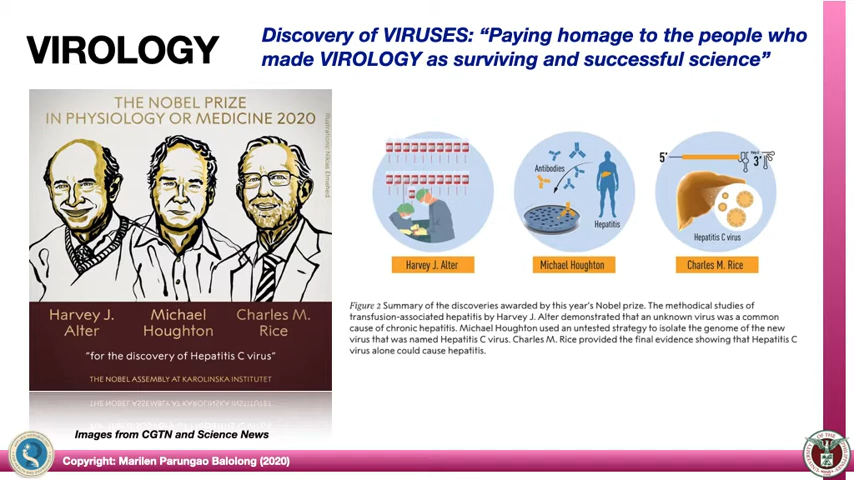 VIROLOGY
Discovery of VIRUSES: “Paying homage to the people who
made VIROLOGY as surviving and successful science”
THE NOBEL PRIZE
IN PHYSIOLOGY OR MEDICINE 2020
Illustrations: Niklas Elmehed
Harvey J.
Alter
Michael
Houghton
Charles M.
Rice
“for the discovery of Hepatitis C virus”
THE NOBEL ASSEMBLY AT KAROLINSKA INSTITUTET
Images from CGTN and Science News
Antibodies
Hepatitis
5'
3'
Hepatitis C virus
Harvey J. Alter
Michael Houghton
Charles M. Rice
Figure 2 Summary of the discoveries awarded by this year's Nobel prize. The methodical studies of
transfusion-associated hepatitis by Harvey J. Alter demonstrated that an unknown virus was a common
cause of chronic hepatitis. Michael Houghton used an untested strategy to isolate the genome of the new
virus that was named Hepatitis C virus. Charles M. Rice provided the final evidence showing that Hepatitis C
virus alone could cause hepatitis.
Copyright: Marilen Parungao Balolong (2020)